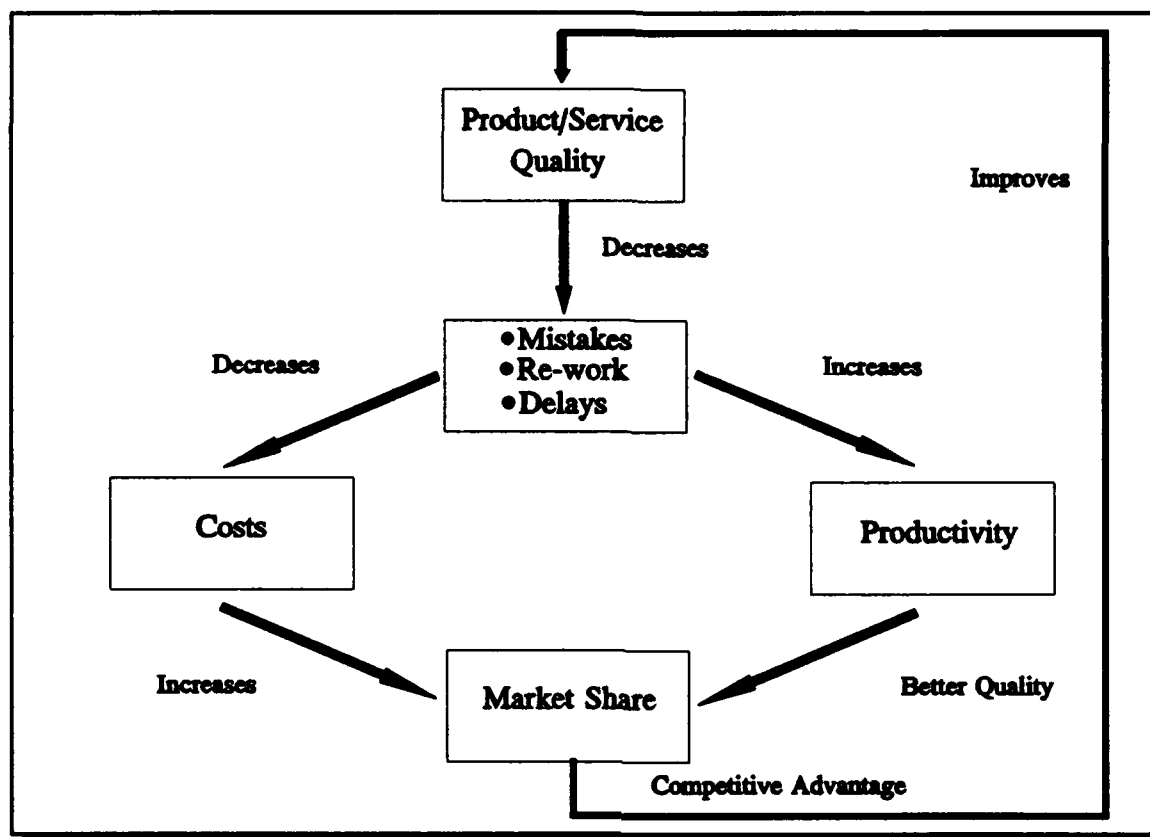 Product/Service
Quality
Improves
Decreases
•Mistakes
•Re-work
•Delays
Decreases
Increases
Costs
Productivity
Increases
Market Share
Better Quality
Competitive Advantage